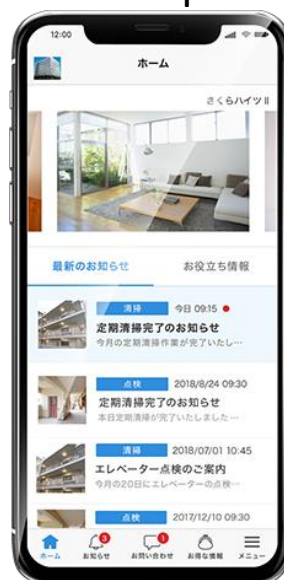 12:00
ホーム
さくらハイツ II
最新のお知らせ
お役立ち情報
清掃
今日 09:15
定期清掃完了のお知らせ
今月の定期清掃作業が完了いたし…
点検
2018/8/24 09:30
定期清掃完了のお知らせ
本日定期清掃が完了いたしました…
清掃
2018/07/01 10:45
エレベーター点検のご案内
今月の20日にエレベーターの点検…
点検
2017/12/10 09:30
3
1
ホーム
お知らせ
お問い合わせ
お得な情報
メニュー